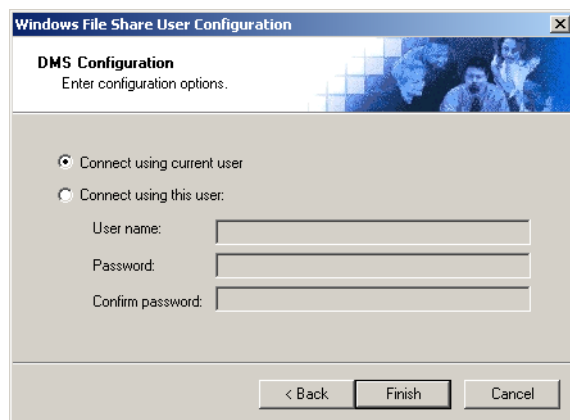 Windows File Share User Configuration
DMS Configuration
Enter configuration options.
Connect using current user
Connect using this user:
User name:
Password:
Confirm password:
< Back
Finish
Cancel